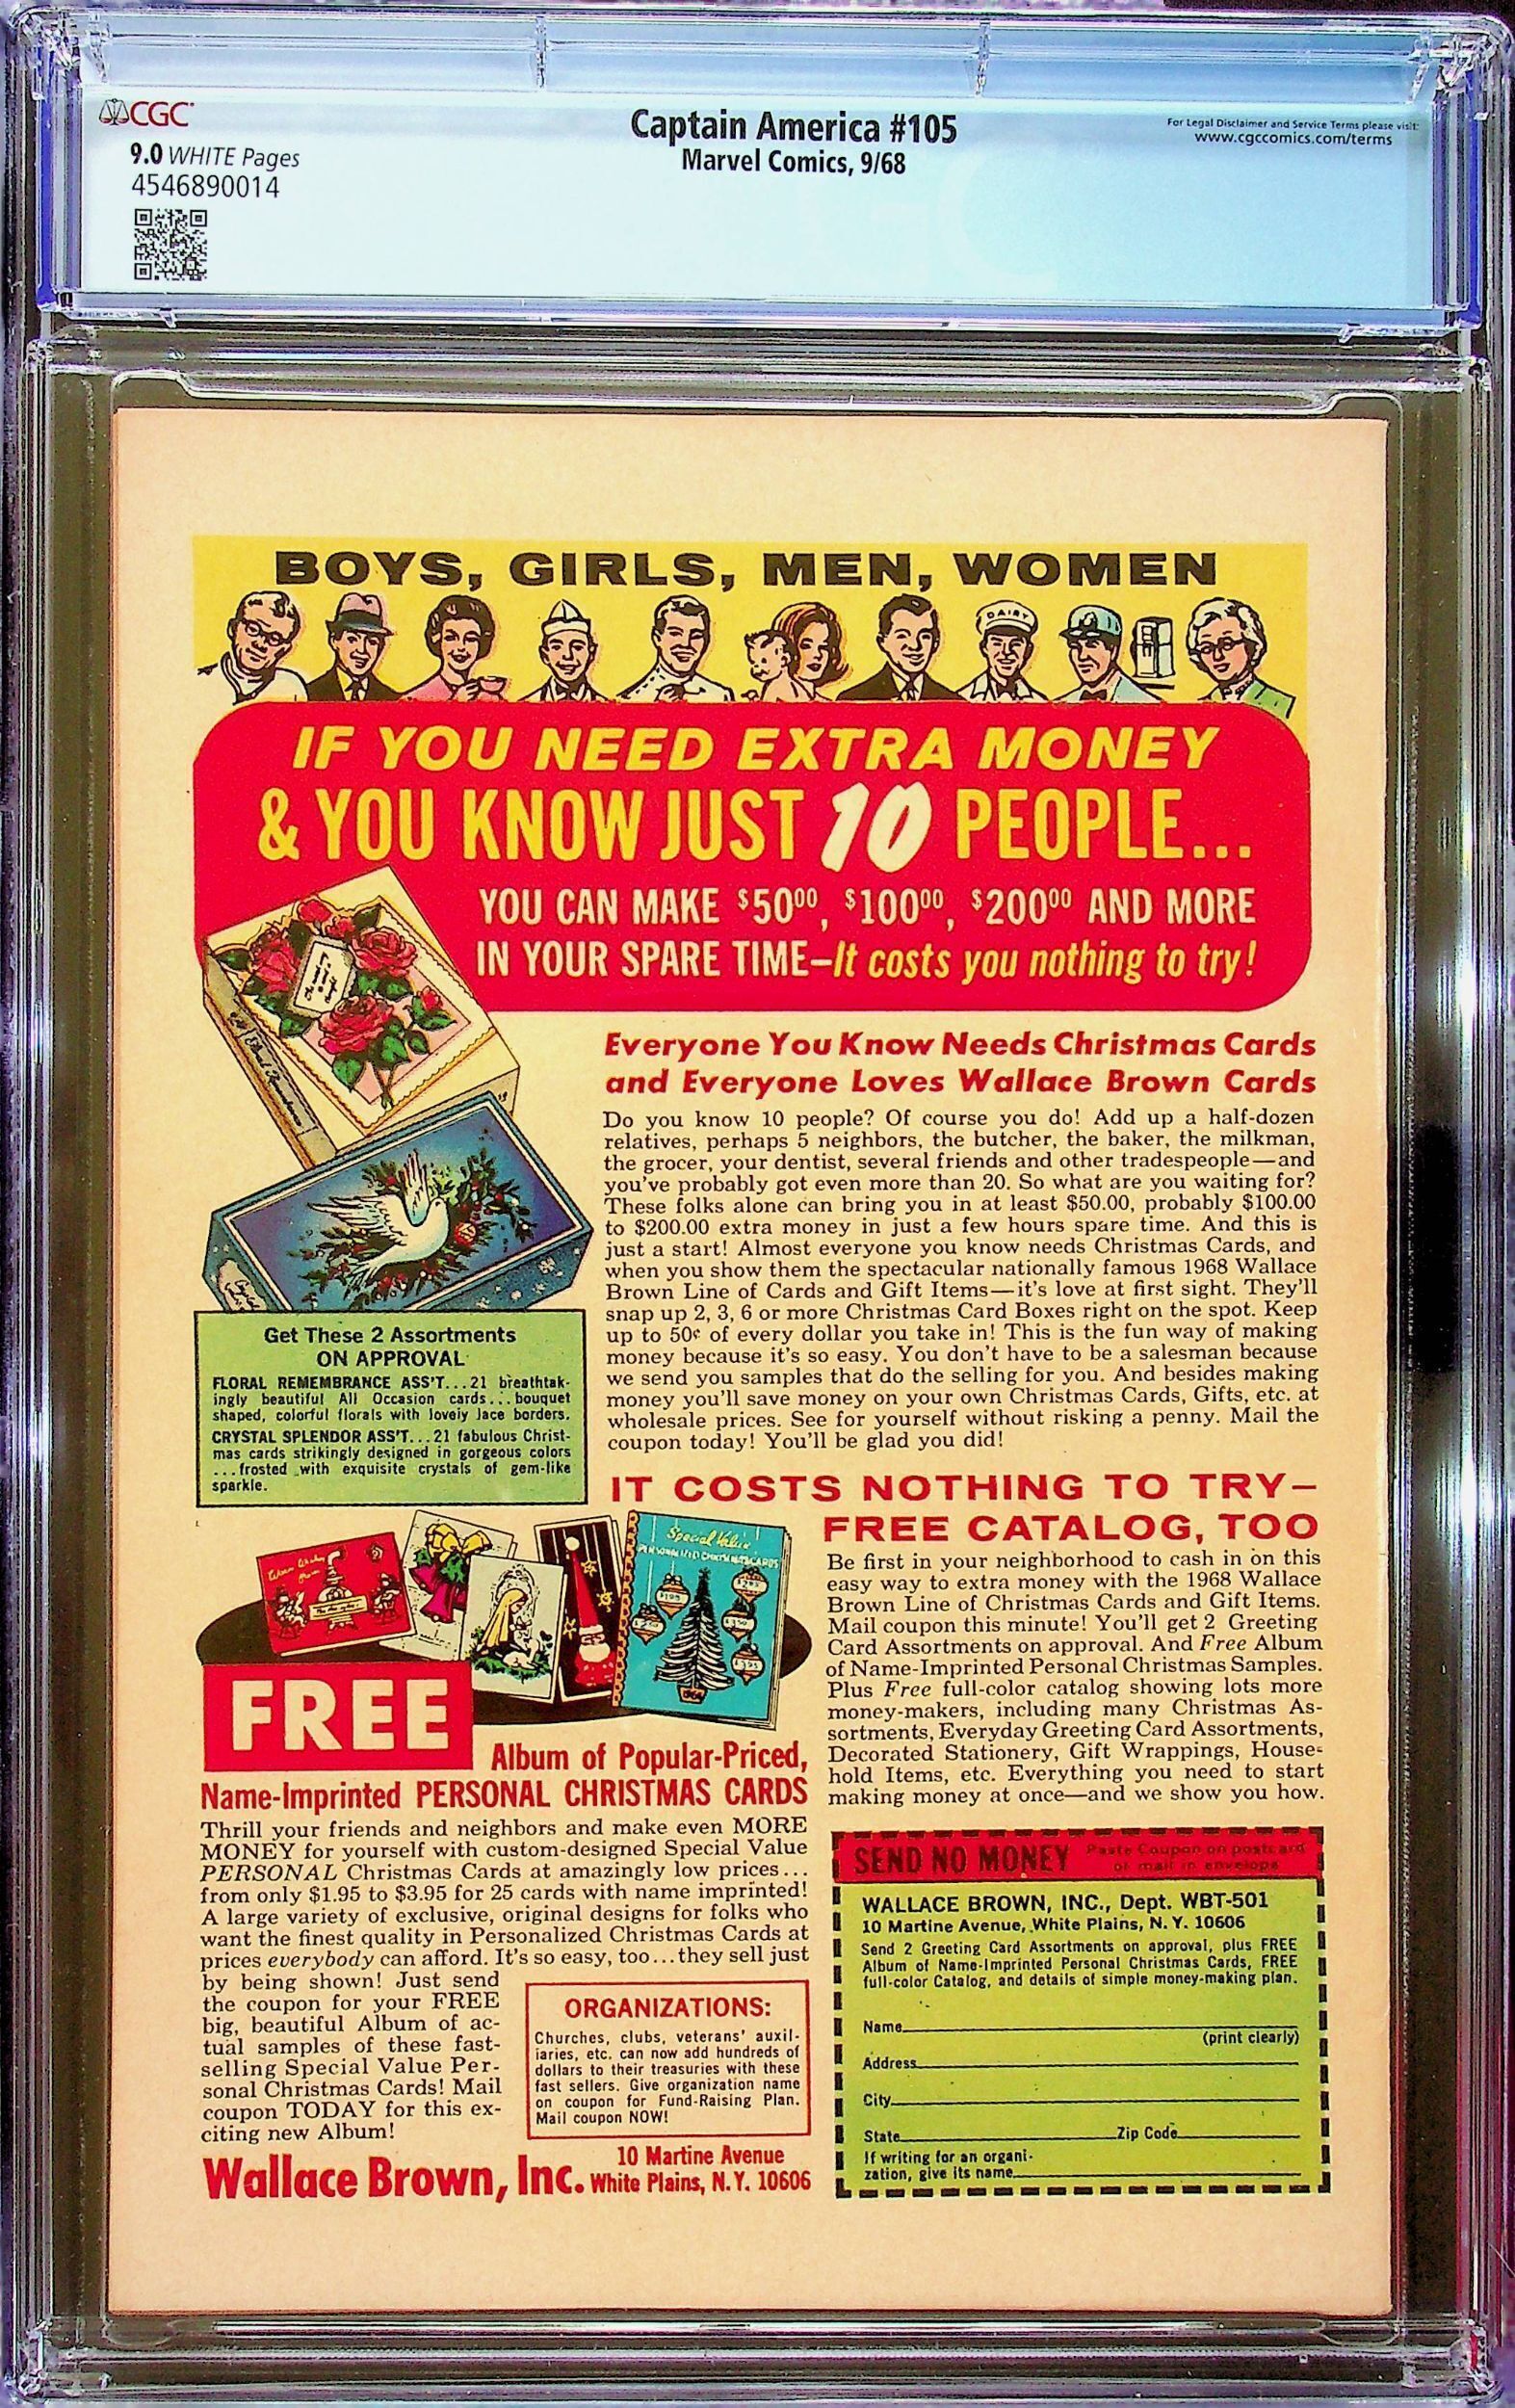 CGC
9.0 WHITE Pages
4546890014
Captain America #105
Marvel Comics, 9/68
For Legal Disclaimer and Service Terms please visit:
www.cgccomics.com/terms
BOYS, GIRLS, MEN, WOMEN
DAIRY
IF YOU NEED EXTRA MONEY
& YOU KNOW JUST 10 PEOPLE...
YOU CAN MAKE $5000, $10000, $20000 AND MORE
IN YOUR SPARE TIME–It costs you nothing to try!
Everyone You Know Needs Christmas Cards
and Everyone Loves Wallace Brown Cards
Do you know 10 people? Of course you do! Add up a half-dozen
relatives, perhaps 5 neighbors, the butcher, the baker, the milkman,
the grocer, your dentist, several friends and other tradespeople—and
you've probably got even more than 20. So what are you waiting for?
These folks alone can bring you in at least $50.00, probably $100.00
to $200.00 extra money in just a few hours spare time. And this is
just a start! Almost everyone you know needs Christmas Cards, and
when you show them the spectacular nationally famous 1968 Wallace
Brown Line of Cards and Gift Items—it's love at first sight. They'll
snap up 2, 3, 6 or more Christmas Card Boxes right on the spot. Keep
up to 50¢ of every dollar you take in! This is the fun way of making
money because it's so easy. You don't have to be a salesman because
we send you samples that do the selling for you. And besides making
money you'll save money on your own Christmas Cards, Gifts, etc. at
wholesale prices. See for yourself without risking a penny. Mail the
coupon today! You'll be glad you did!
Get These 2 Assortments
ON APPROVAL
FLORAL REMEMBRANCE ASS'T...21 breathtak-
ingly beautiful All Occasion cards...bouquet
shaped, colorful florals with lovely lace borders.
CRYSTAL SPLENDOR ASS'T...21 fabulous Christ-
mas cards strikingly designed in gorgeous colors
...frosted with exquisite crystals of gem-like
sparkle.
IT COSTS NOTHING TO TRY–
FREE CATALOG, TOO
Be first in your neighborhood to cash in on this
easy way to extra money with the 1968 Wallace
Brown Line of Christmas Cards and Gift Items.
Mail coupon this minute! You'll get 2 Greeting
Card Assortments on approval. And Free Album
of Name-Imprinted Personal Christmas Samples.
Plus Free full-color catalog showing lots more
money-makers, including many Christmas As-
sortments, Everyday Greeting Card Assortments,
Decorated Stationery, Gift Wrappings, House-
hold Items, etc. Everything you need to start
making money at once—and we show you how.
Special Value
PERSONALIZED CHRISTMAS CARDS
FREE
Album of Popular-Priced,
Name-Imprinted PERSONAL CHRISTMAS CARDS
Thrill your friends and neighbors and make even MORE
MONEY for yourself with custom-designed Special Value
PERSONAL Christmas Cards at amazingly low prices...
from only $1.95 to $3.95 for 25 cards with name imprinted!
A large variety of exclusive, original designs for folks who
want the finest quality in Personalized Christmas Cards at
prices everybody can afford. It's so easy, too...they sell just
by being shown! Just send
the coupon for your FREE
big, beautiful Album of ac-
tual samples of these fast-
selling Special Value Per-
sonal Christmas Cards! Mail
coupon TODAY for this ex-
citing new Album!
ORGANIZATIONS:
Churches, clubs, veterans' auxil-
iaries, etc. can now add hundreds of
dollars to their treasuries with these
fast sellers. Give organization name
on coupon for Fund-Raising Plan.
Mail coupon NOW!
Wallace Brown, Inc.
10 Martine Avenue
White Plains, N.Y. 10606
SEND NO MONEY
Paste Coupon on postcard
or mail in envelope
WALLACE BROWN, INC., Dept. WBT-501
10 Martine Avenue, White Plains, N.Y. 10606
Send 2 Greeting Card Assortments on approval, plus FREE
Album of Name-Imprinted Personal Christmas Cards, FREE
full-color Catalog, and details of simple money-making plan.
Name
(print clearly)
Address
City
State Zip Code
If writing for an organi-
zation, give its name